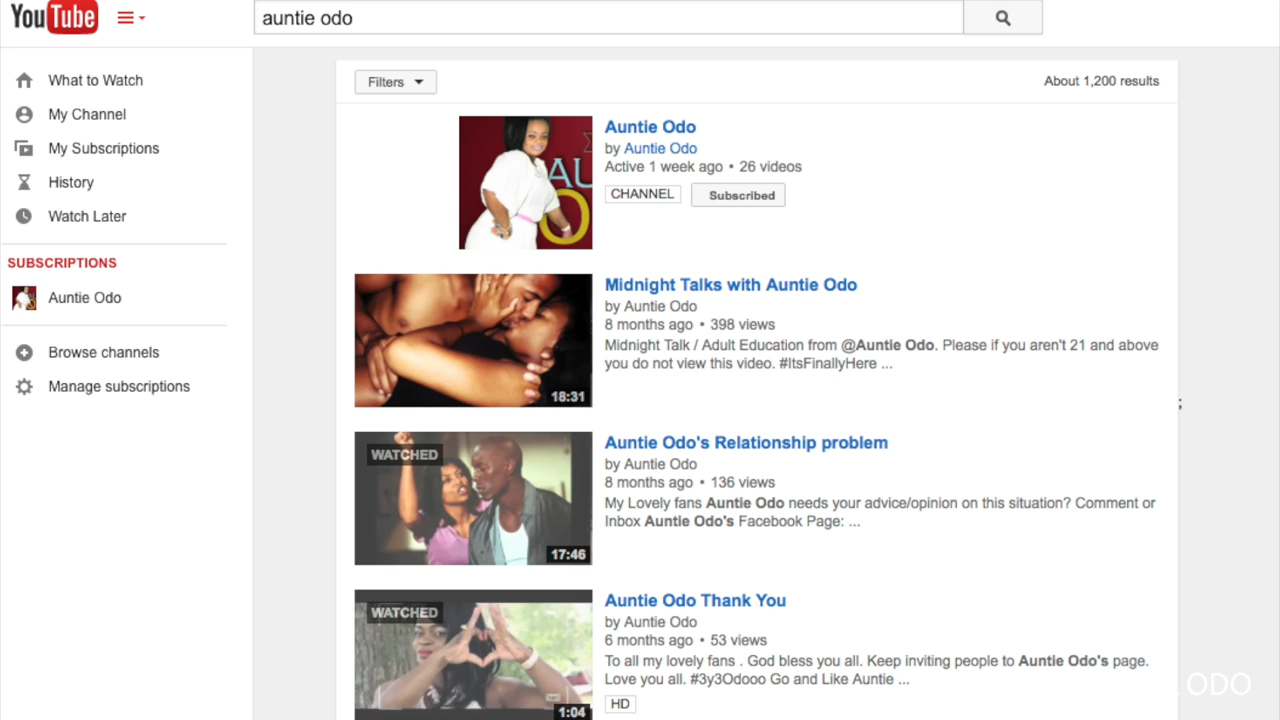 YouTube
auntie odo
What to Watch
My Channel
My Subscriptions
History
Watch Later
SUBSCRIPTIONS
Auntie Odo
Browse channels
Manage subscriptions
Filters
About 1,200 results
Auntie Odo
by Auntie Odo
Active 1 week ago • 26 videos
CHANNEL Subscribed
AU
O
Midnight Talks with Auntie Odo
by Auntie Odo
8 months ago • 398 views
Midnight Talk / Adult Education from @Auntie Odo. Please if you aren't 21 and above
you do not view this video. #ItsFinallyHere ...
18:31
;
Auntie Odo's Relationship problem
by Auntie Odo
8 months ago • 136 views
My Lovely fans Auntie Odo needs your advice/opinion on this situation? Comment or
Inbox Auntie Odo's Facebook Page: ...
WATCHED
17:46
Auntie Odo Thank You
by Auntie Odo
6 months ago • 53 views
To all my lovely fans . God bless you all. Keep inviting people to Auntie Odo's page.
Love you all. #3y3Odooo Go and Like Auntie ...
HD
WATCHED
1:04
ODO